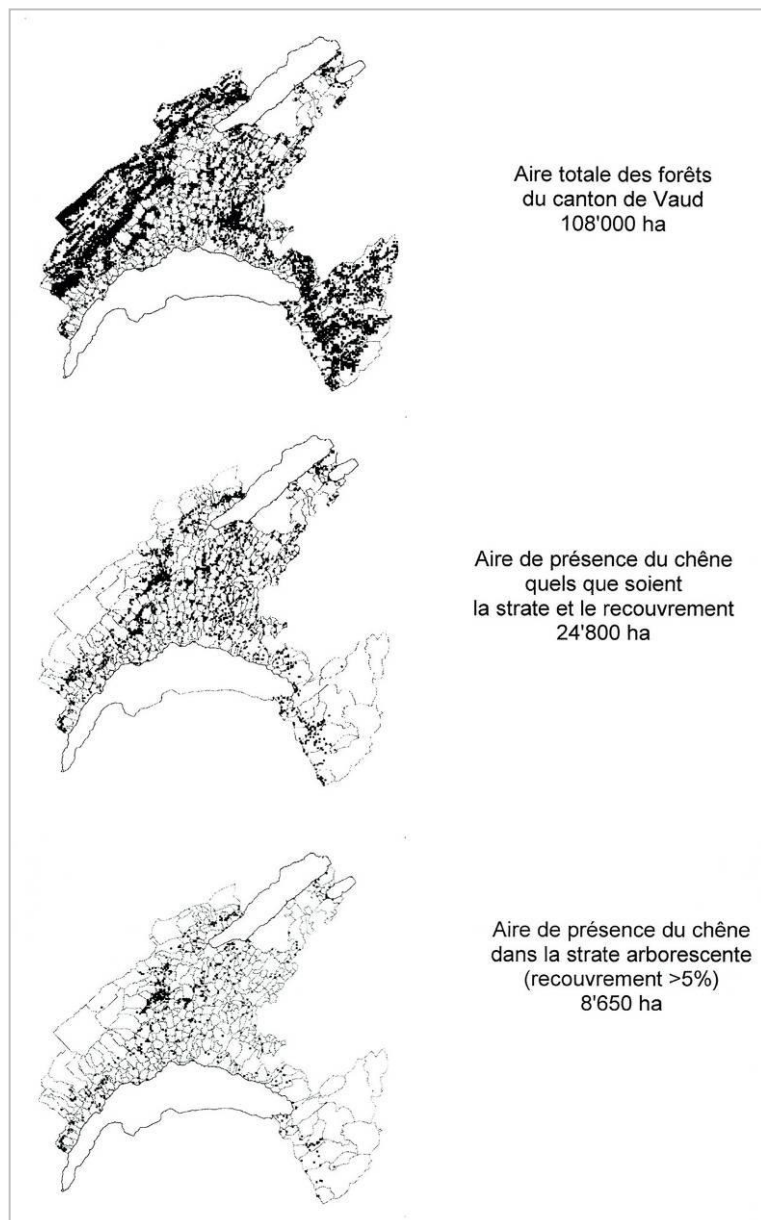 Aire totale des forêts
du canton de Vaud
108'000 ha
Aire de présence du chêne
quels que soient
la strate et le recouvrement
24'800 ha
Aire de présence du chêne
dans la strate arborescente
(recouvrement >5%)
8'650 ha